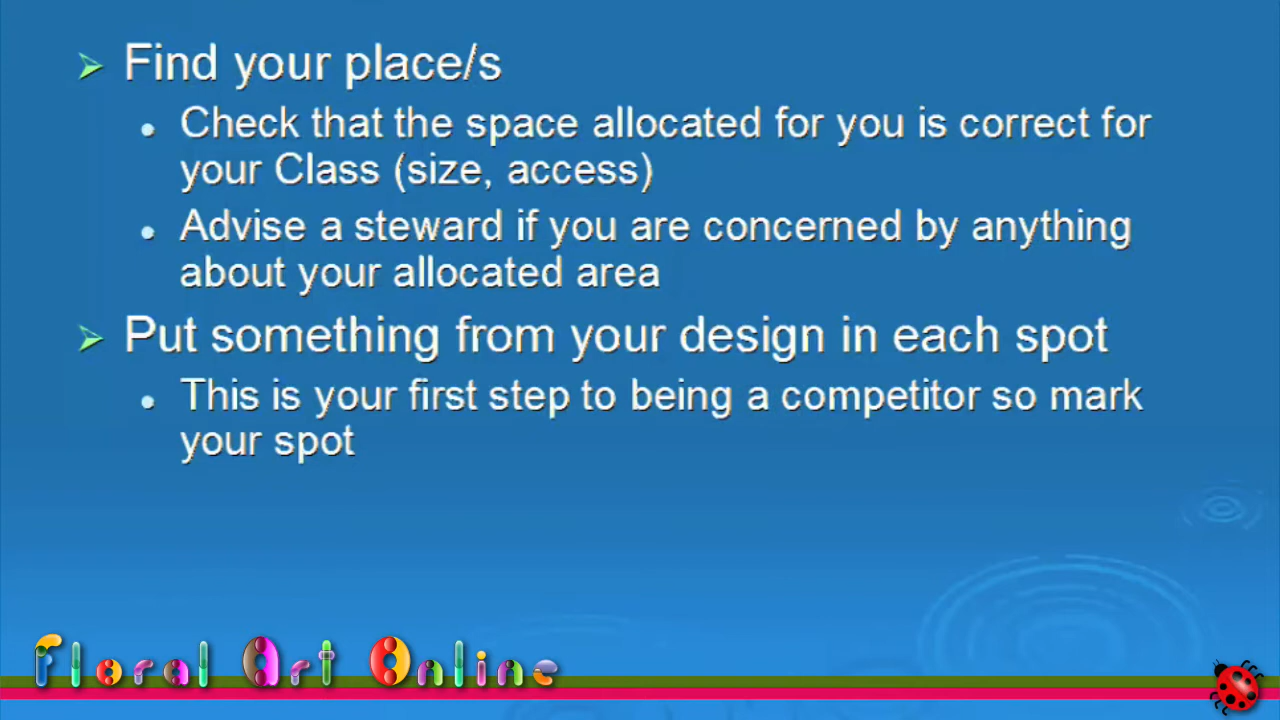 Find your place/s
Check that the space allocated for you is correct for
your Class (size, access)
Advise a steward if you are concerned by anything
about your allocated area
Put something from your design in each spot
This is your first step to being a competitor so mark
your spot
Floral Art Online